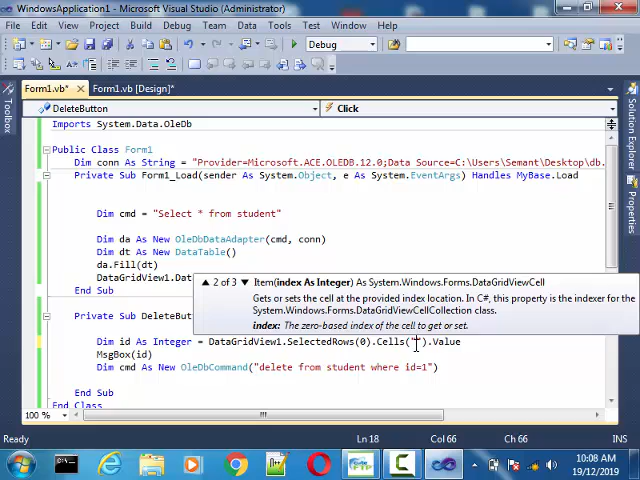 WindowsApplication1 - Microsoft Visual Studio (Administrator)
File Edit View Project Build Debug Team Data Tools Test Window Help
Debug
Form1.vb* Form1.vb [Design]*
DeleteButton Click
Imports System.Data.OleDb
Public Class Form1
Dim conn As String = "Provider=Microsoft.ACE.OLEDB.12.0;Data Source=C:\Users\Semant\Desktop\db.
Private Sub Form1_Load(sender As System.Object, e As System.EventArgs) Handles MyBase.Load
Dim cmd = "Select * from student"
Dim da As New OleDbDataAdapter(cmd, conn)
Dim dt As New DataTable()
da.Fill(dt)
DataGridView1.Dat
End Sub
2 of 3 Item(index As Integer) As System.Windows.Forms.DataGridViewCell
Gets or sets the cell at the provided index location. In C#, this property is the indexer for the
System.Windows.Forms.DataGridViewCellCollection class.
index: The zero-based index of the cell to get or set.
Private Sub DeleteButt
Dim id As Integer = DataGridView1.SelectedRows(0).Cells("").Value
MsgBox(id)
Dim cmd As New OleDbCommand("delete from student where id=1")
End Sub
End Class
100 %
Ready Ln 18 Col 66 Ch 66 INS
Toolbox
Solution Explorer
Properties
10:08 AM
19/12/2019